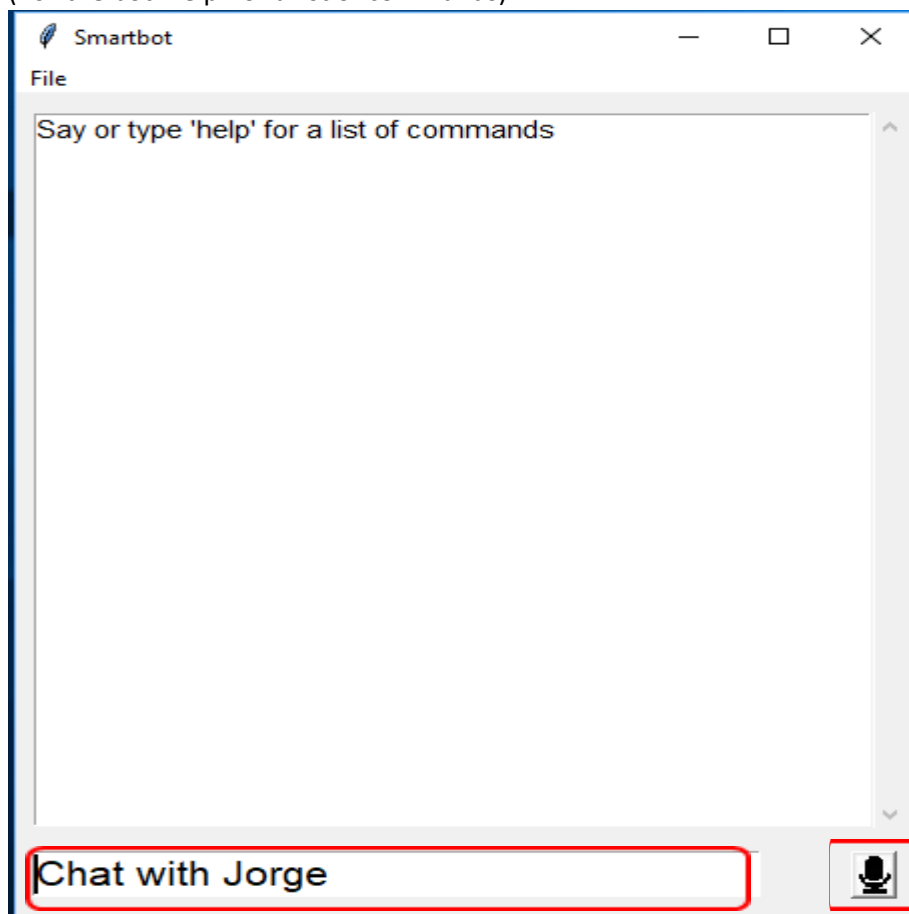 Smartbot
File
Say or type 'help' for a list of commands
Chat with Jorge